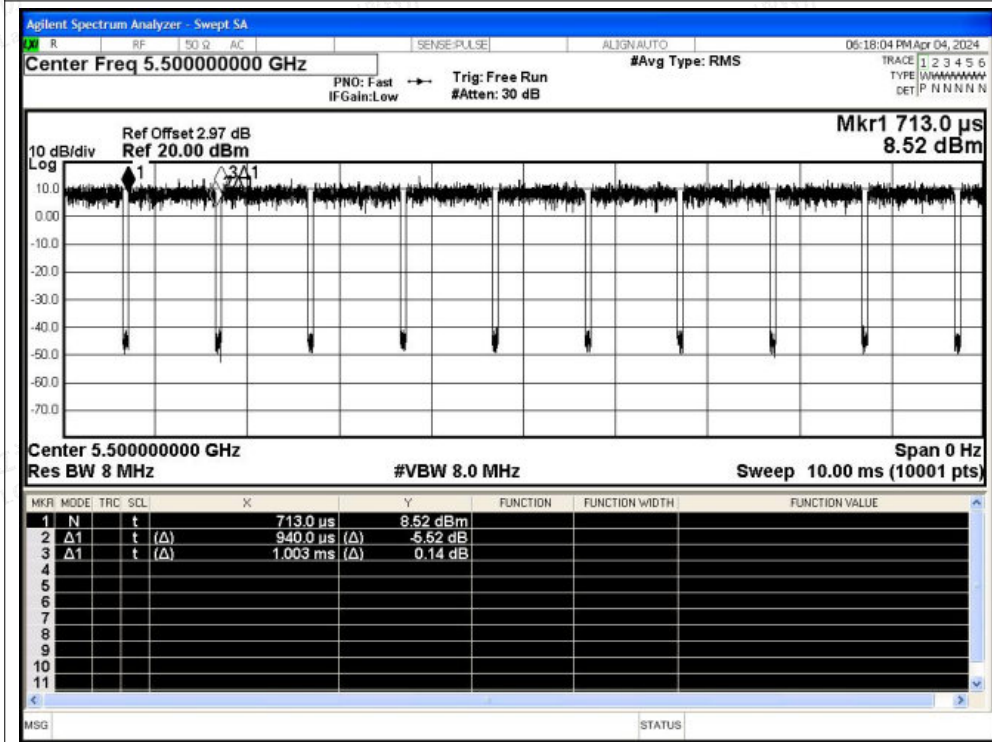 Agilent Spectrum Analyzer - Swept SA
LXI R RF 50 Ω AC SENSE:PULSE ALIGN AUTO 06:18:04 PM Apr 04, 2024
Center Freq 5.500000000 GHz #Avg Type: RMS TRACE 1 2 3 4 5 6
PNO: Fast Trig: Free Run TYPE WWWWWW
IFGain:Low #Atten: 30 dB DET P N N N N N
Mkr1 713.0 µs
Ref Offset 2.97 dB
10 dB/div Ref 20.00 dBm 8.52 dBm
Log
1 3Δ1
10.0
0.00
-10.0
-20.0
-30.0
-40.0
-50.0
-60.0
-70.0
Center 5.500000000 GHz Span 0 Hz
Res BW 8 MHz #VBW 8.0 MHz Sweep 10.00 ms (10001 pts)
MKR MODE TRC SCL X Y FUNCTION FUNCTION WIDTH FUNCTION VALUE
1 N t 713.0 µs 8.52 dBm
2 Δ1 t (Δ) 940.0 µs (Δ) -5.52 dB
3 Δ1 t (Δ) 1.003 ms (Δ) 0.14 dB
4
5
6
7
8
9
10
11
MSG STATUS